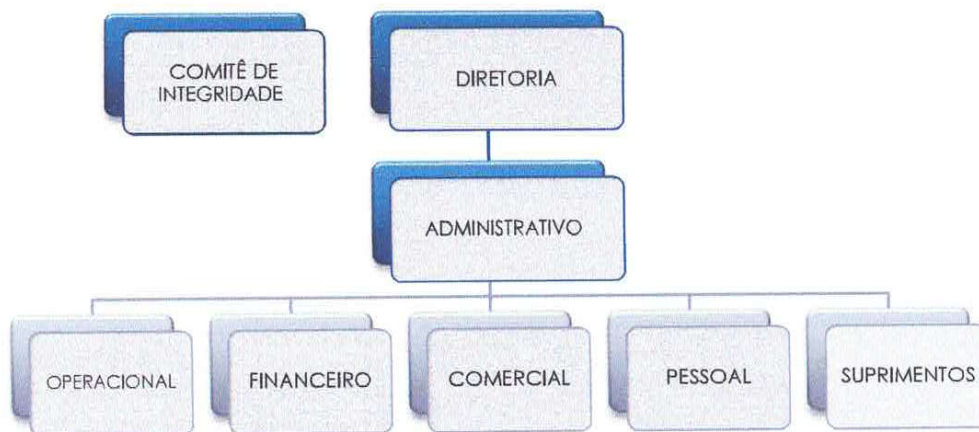 COMITÊ DE
INTEGRIDADE
DIRETORIA
ADMINISTRATIVO
OPERACIONAL
FINANCEIRO
COMERCIAL
PESSOAL
SUPRIMENTOS